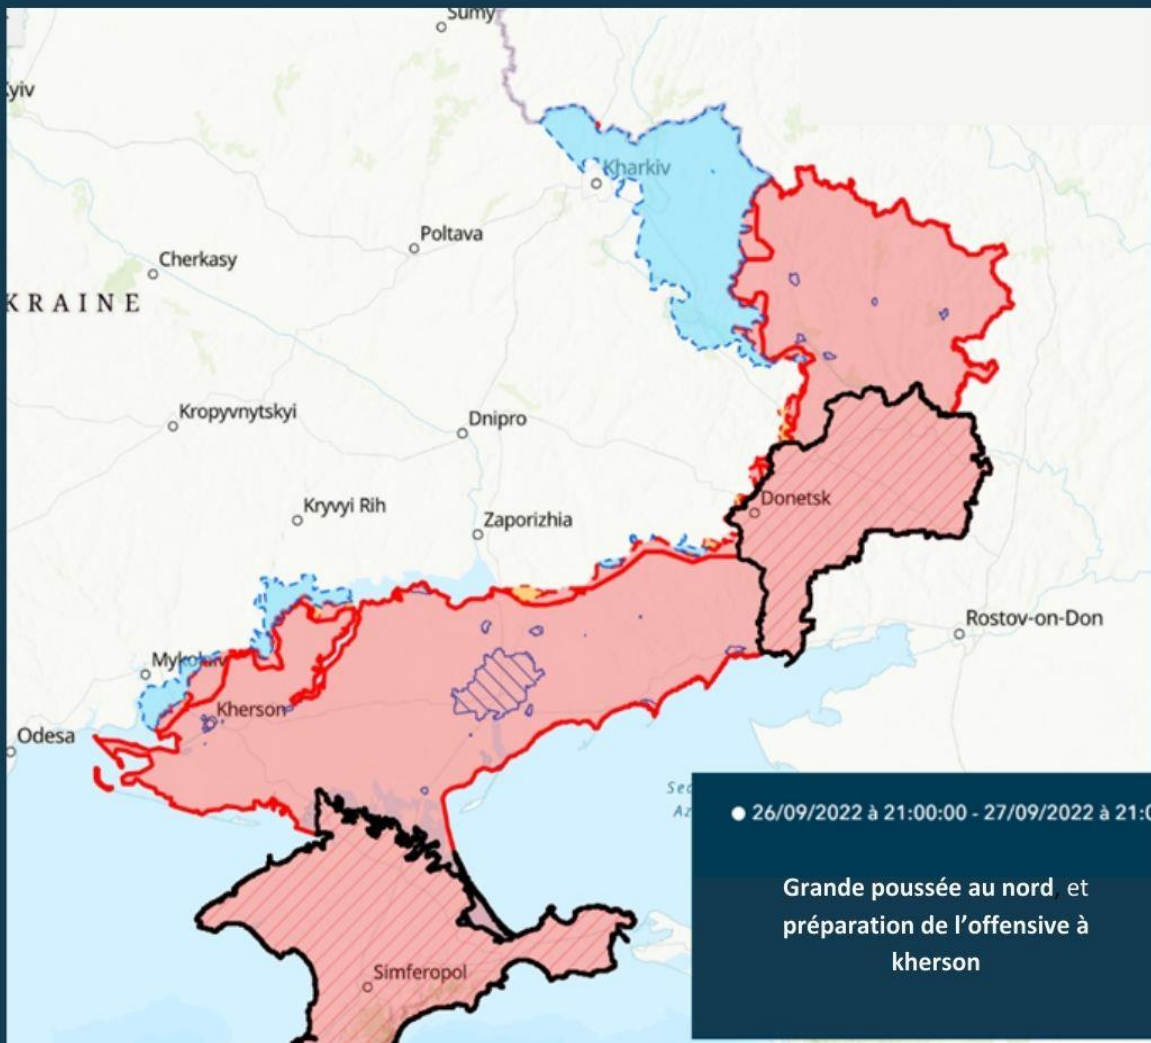 Sumy
Kyiv
Kharkiv
Poltava
Cherkasy
KRAINE
Kropyvnytskyi
Dnipro
Kryvyi Rih
Zaporizhia
Donetsk
Rostov-on-Don
Mykolaiv
Kherson
Odesa
Simferopol
● 26/09/2022 à 21:00:00 - 27/09/2022 à 21:0
Grande poussée au nord, et
préparation de l’offensive à
kherson